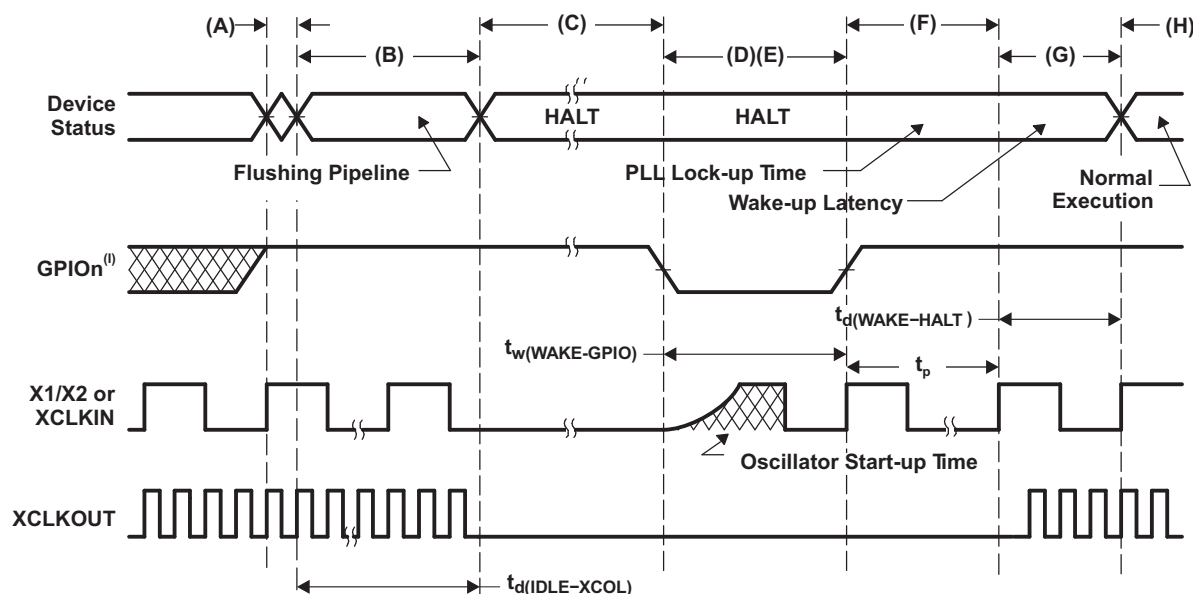 (A)
(B)
(C)
(D)(E)
(F)
(G)
(H)
Device
Status
HALT
HALT
Flushing Pipeline
PLL Lock-up Time
Wake-up Latency
Normal
Execution
GPIOn(I)
td(WAKE−HALT)
tw(WAKE-GPIO)
tp
X1/X2 or
XCLKIN
Oscillator Start-up Time
XCLKOUT
td(IDLE−XCOL)